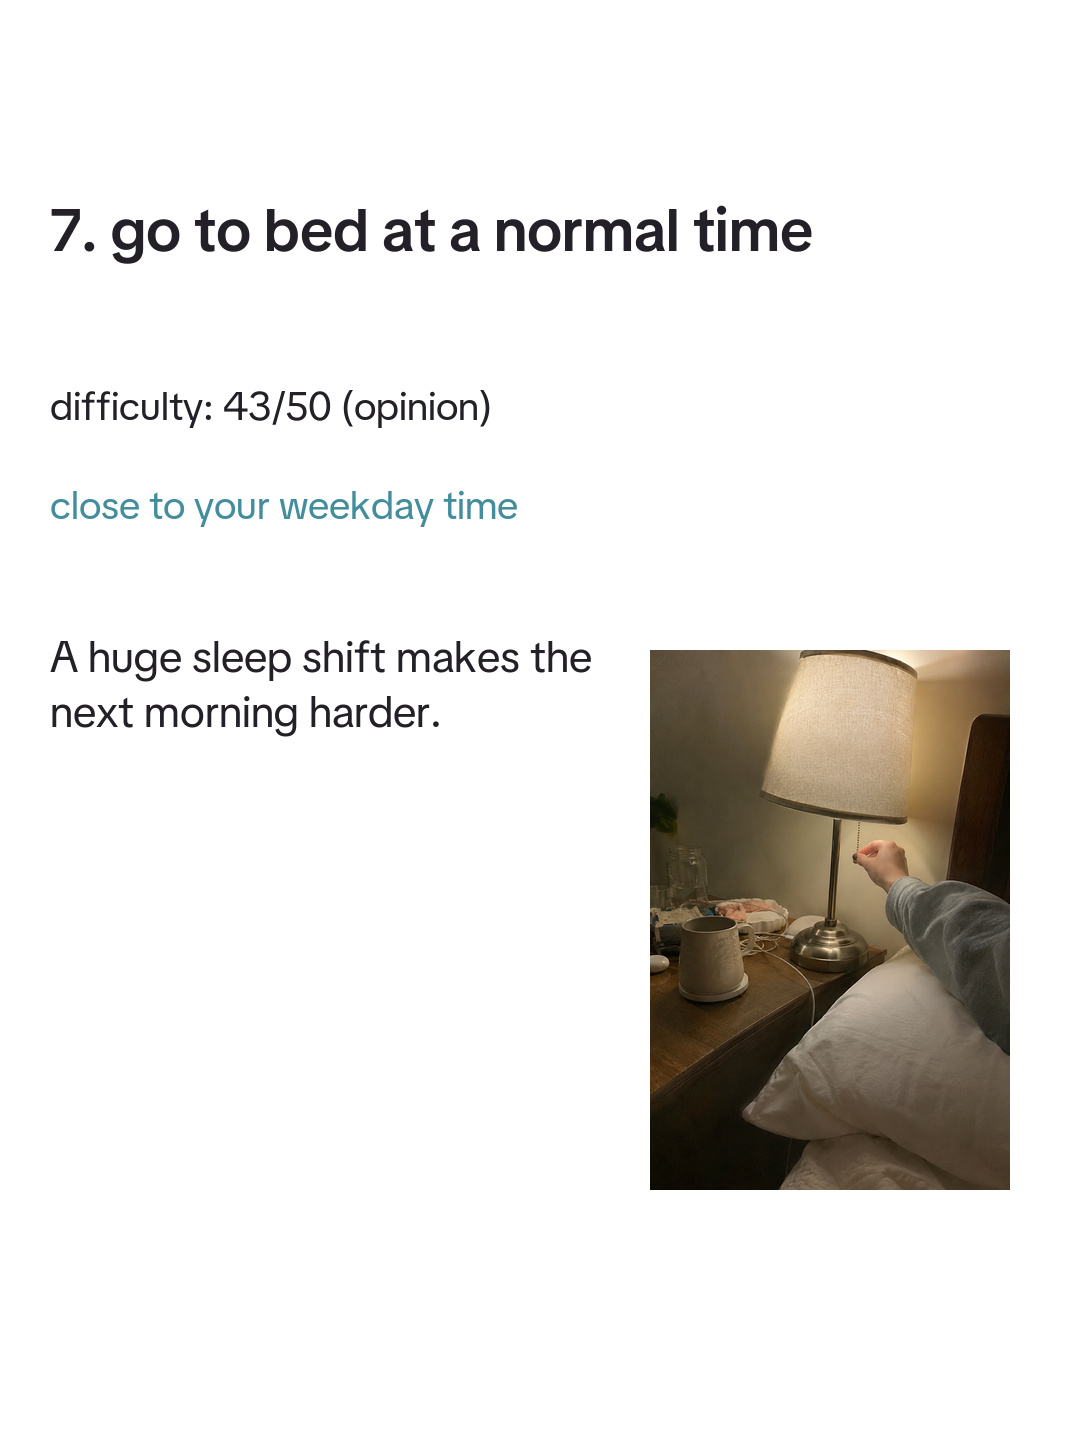 7. go to bed at a normal time
difficulty: 43/50 (opinion)
close to your weekday time
A huge sleep shift makes the
next morning harder.